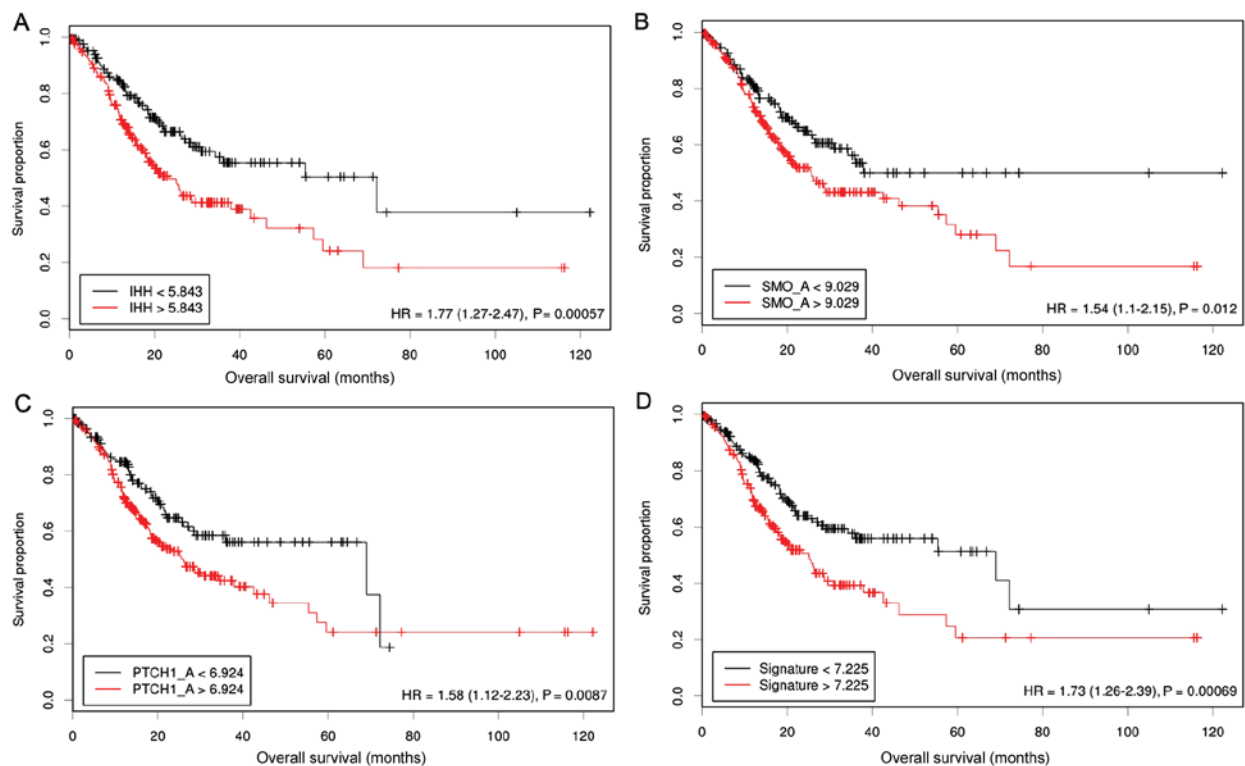 A
Survival proportion
1.0
0.8
0.6
0.4
0.2
0.0
IHH < 5.843
IHH > 5.843
HR = 1.77 (1.27-2.47), P = 0.00057
0 20 40 60 80 100 120
Overall survival (months)
B
Survival proportion
1.0
0.8
0.6
0.4
0.2
0.0
SMO_A < 9.029
SMO_A > 9.029
HR = 1.54 (1.1-2.15), P = 0.012
0 20 40 60 80 100 120
Overall survival (months)
C
Survival proportion
1.0
0.8
0.6
0.4
0.2
0.0
PTCH1_A < 6.924
PTCH1_A > 6.924
HR = 1.58 (1.12-2.23), P = 0.0087
0 20 40 60 80 100 120
Overall survival (months)
D
Survival proportion
1.0
0.8
0.6
0.4
0.2
0.0
Signature < 7.225
Signature > 7.225
HR = 1.73 (1.26-2.39), P = 0.00069
0 20 40 60 80 100 120
Overall survival (months)